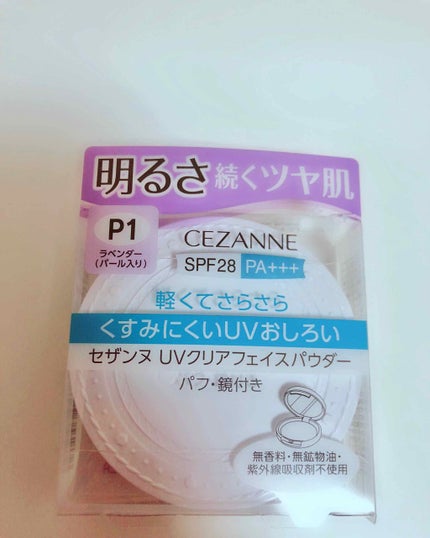 明るさ続くツヤ肌
P1
ラベンダー
(パール入り)
CEZANNE
SPF28 PA+++
軽くてさらさら
くすみにくいUVおしろい
セザンヌ UVクリアフェイスパウダー
パフ・鏡付き
無香料・無鉱物油・
紫外線吸収剤不使用